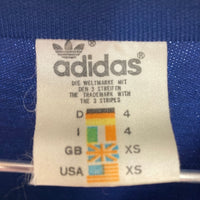 adidas
DIE WELTMARKE MIT
DEN 3 STREIFEN
THE TRADEMARK WITH
THE 3 STRIPES
D 4
I 4
GB XS
USA XS